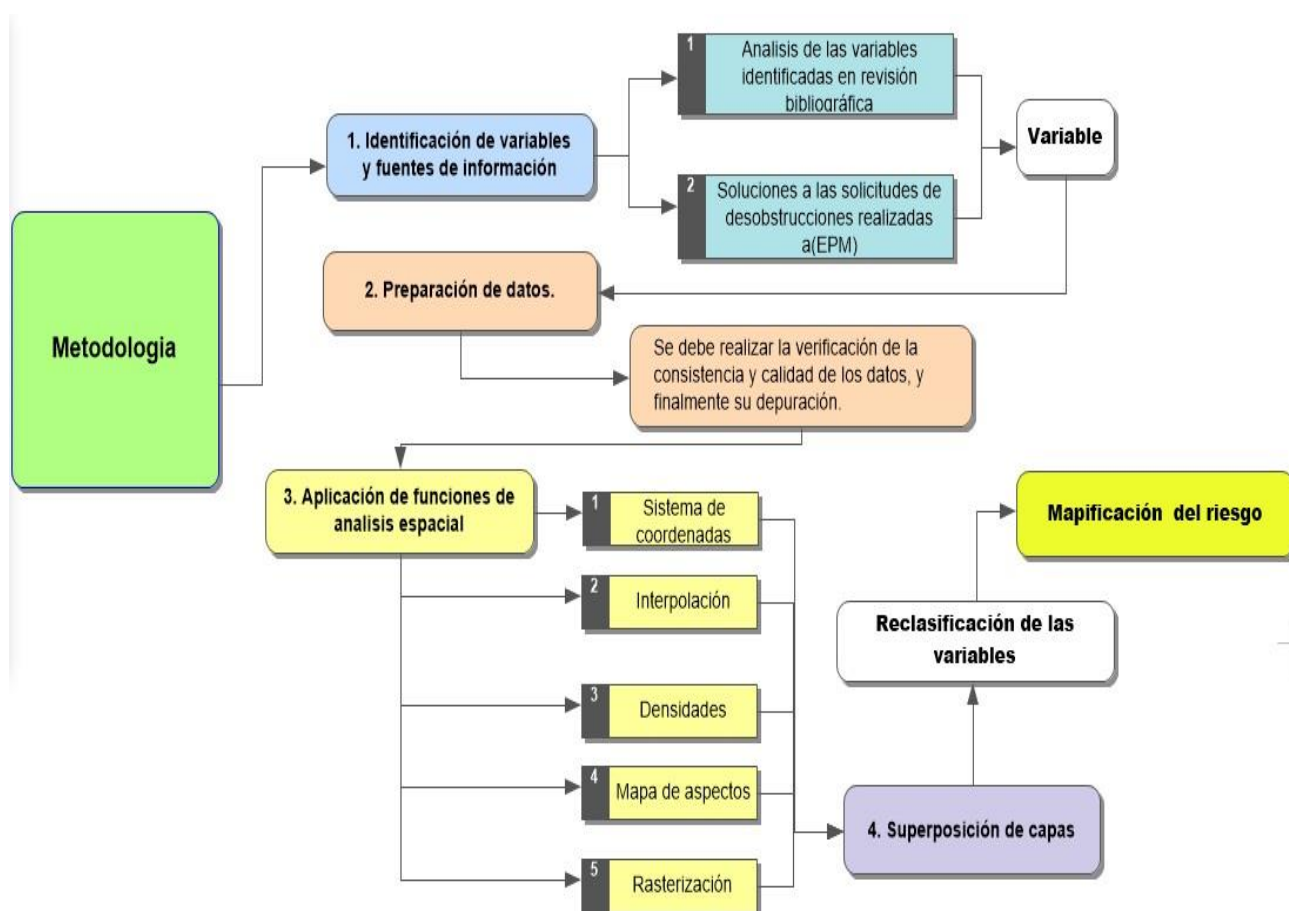 Metodologia
1. Identificación de variables
y fuentes de información
1
Analisis de las variables
identificadas en revisión
bibliográfica
2
Soluciones a las solicitudes de
desobstrucciones realizadas
a(EPM)
Variable
2. Preparación de datos.
Se debe realizar la verificación de la
consistencia y calidad de los datos, y
finalmente su depuración.
3. Aplicación de funciones de
analisis espacial
1
Sistema de
coordenadas
2
Interpolación
3
Densidades
4
Mapa de aspectos
5
Rasterización
4. Superposición de capas
Reclasificación de las
variables
Mapificación del riesgo